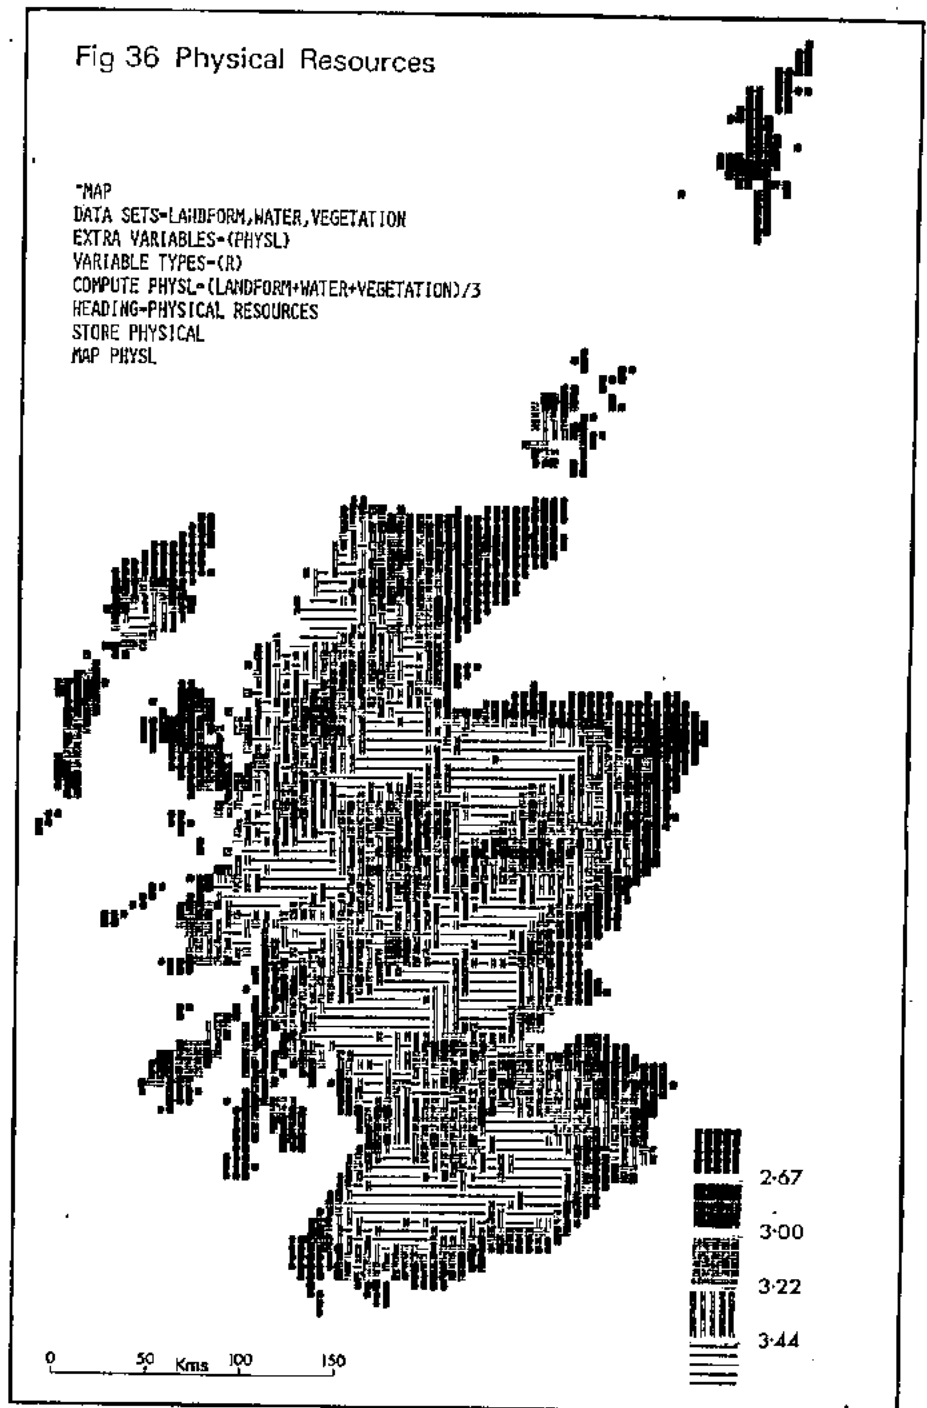 Fig 36 Physical Resources
*MAP
DATA SETS=LANDFORM,WATER,VEGETATION
EXTRA VARIABLES=(PHYSL)
VARIABLE TYPES=(R)
COMPUTE PHYSL=(LANDFORM+WATER+VEGETATION)/3
HEADING=PHYSICAL RESOURCES
STORE PHYSICAL
MAP PHYSL
2·67
3·00
3·22
3·44
0 50 Kms 100 150